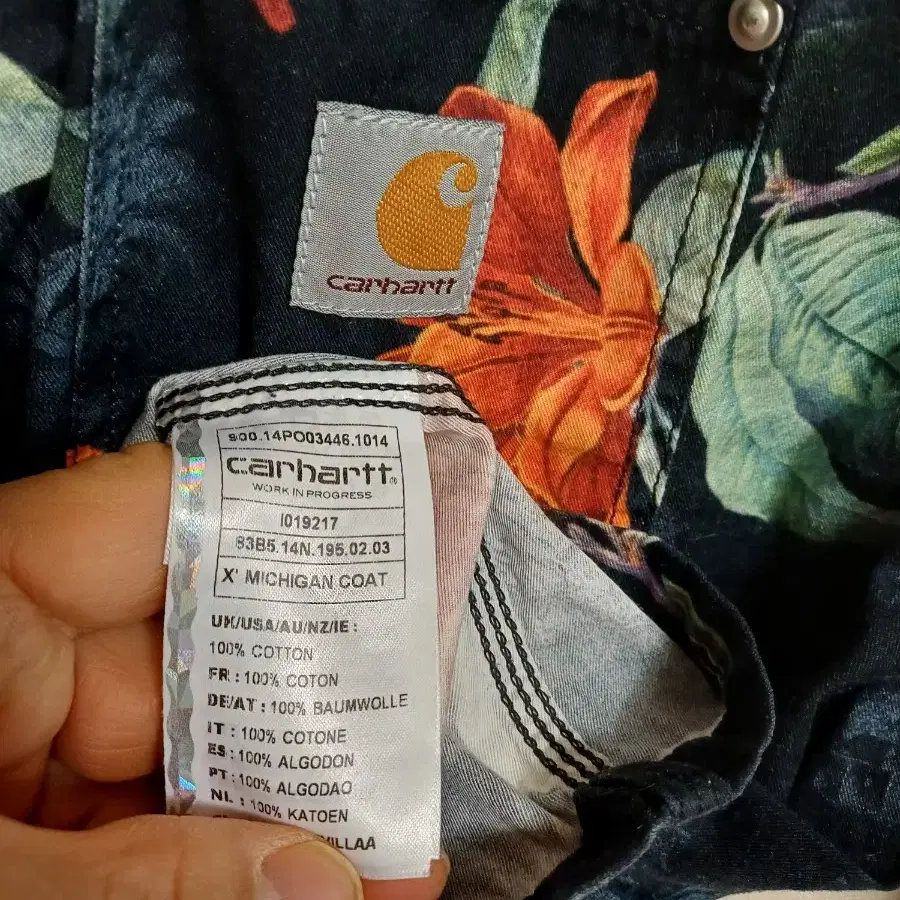 carhartt
900.14PO03446.1014
carhartt®
WORK IN PROGRESS
I019217
83B5.14N.195.02.03
X' MICHIGAN COAT
UK/USA/AU/NZ/IE :
100% COTTON
FR : 100% COTON
DE/AT : 100% BAUMWOLLE
IT : 100% COTONE
ES : 100% ALGODON
PT : 100% ALGODAO
NL : 100% KATOEN